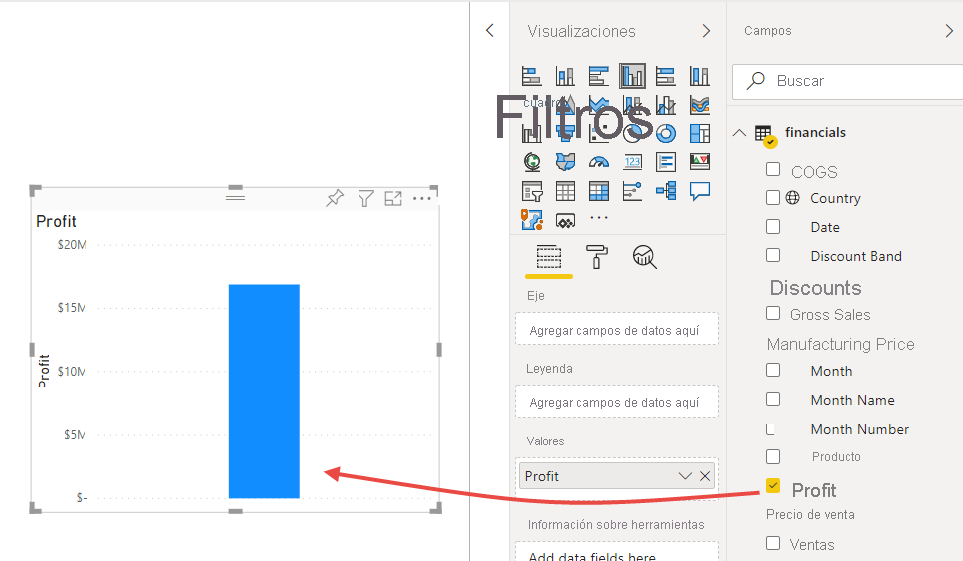 Profit
$20M
$15M
$10M
$5M
$-
Profit
Visualizaciones
cuadro
Filtros
123
Eje
Agregar campos de datos aquí
Leyenda
Agregar campos de datos aquí
Valores
Profit
Información sobre herramientas
Add data fields here
Campos
Buscar
financials
COGS
Country
Date
Discount Band
Discounts
Gross Sales
Manufacturing Price
Month
Month Name
Month Number
Producto
Profit
Precio de venta
Ventas